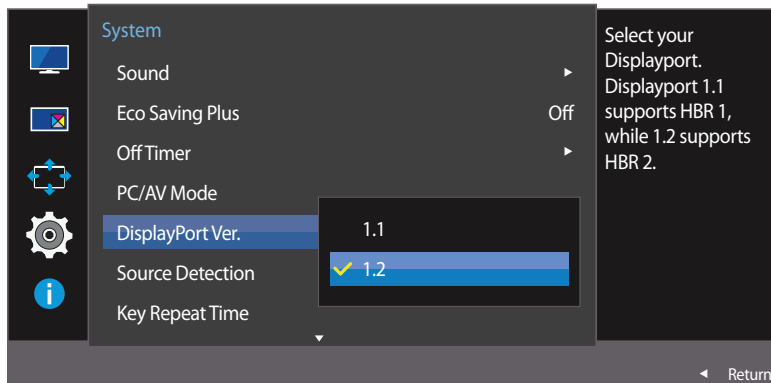 System
Sound
Eco Saving Plus Off
Off Timer
PC/AV Mode
DisplayPort Ver.
1.1
1.2
Source Detection
Key Repeat Time
Select your
Displayport.
Displayport 1.1
supports HBR 1,
while 1.2 supports
HBR 2.
Return